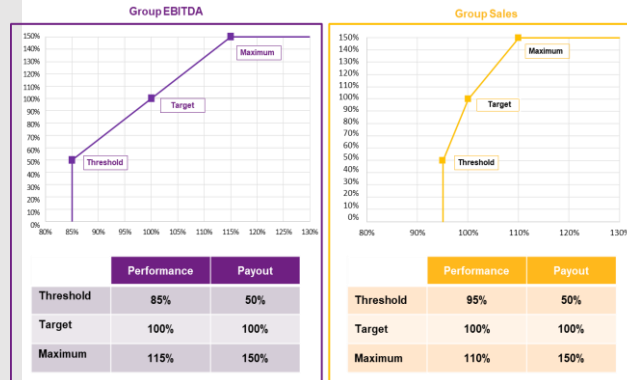 Group EBITDA
150%
140%
130%
120%
110%
100%
90%
80%
70%
60%
50%
40%
30%
20%
10%
0%
Maximum
Target
Threshold
80% 85% 90% 95% 100% 105% 110% 115% 120% 125% 130%
Performance Payout
Threshold 85% 50%
Target 100% 100%
Maximum 115% 150%
Group Sales
150%
140%
130%
120%
110%
100%
90%
80%
70%
60%
50%
40%
30%
20%
10%
0%
Maximum
Target
Threshold
80% 90% 100% 110% 120% 130%
Performance Payout
Threshold 95% 50%
Target 100% 100%
Maximum 110% 150%